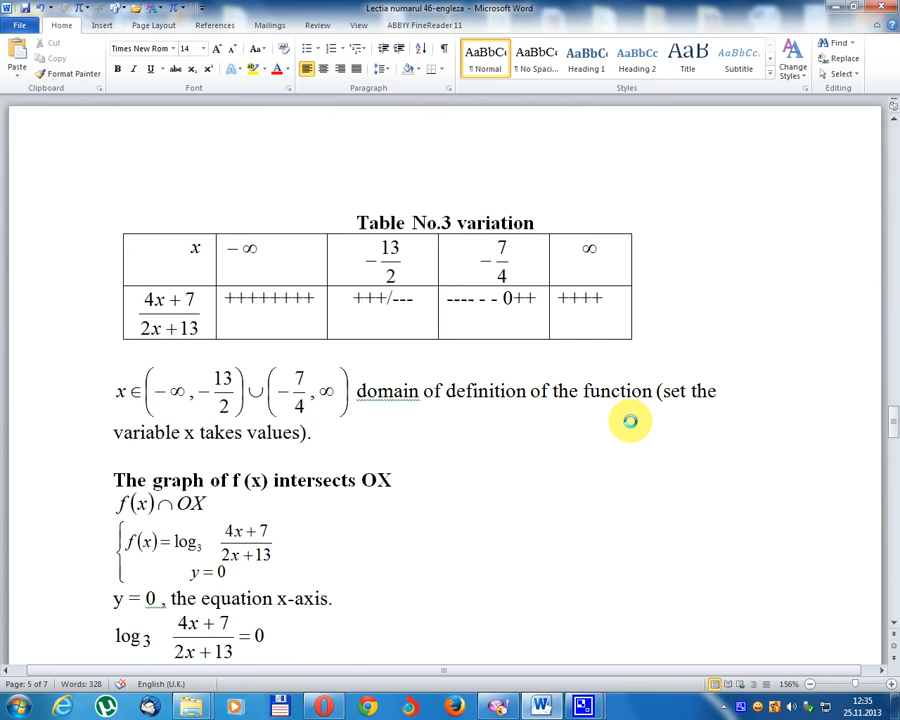 Lectia numarul 46-engleza - Microsoft Word
File Home Insert Page Layout References Mailings Review View ABBYY FineReader 11
Paste Cut Copy Format Painter Clipboard
Times New Rom 14 Font
Paragraph
AaBbCc AaBbCc AaBbC AaBbCc AaB AaBbCc
¶ Normal ¶ No Spaci... Heading 1 Heading 2 Title Subtitle Change Styles Styles
Find Replace Select Editing
Table No.3 variation
x −∞ −13/2 −7/4 ∞
4x+7/2x+13 ++++++++ +++/--- ---- - - 0++ ++++
x∈(−∞,−13/2)∪(−7/4,∞) domain of definition of the function (set the
variable x takes values).
The graph of f (x) intersects OX
f(x)∩OX
{f(x)=log₃ 4x+7/2x+13
y=0
y = 0 , the equation x-axis.
log₃ 4x+7/2x+13 =0
Page: 5 of 7 Words: 328 English (U.K.) 156%
12:35
25.11.2013